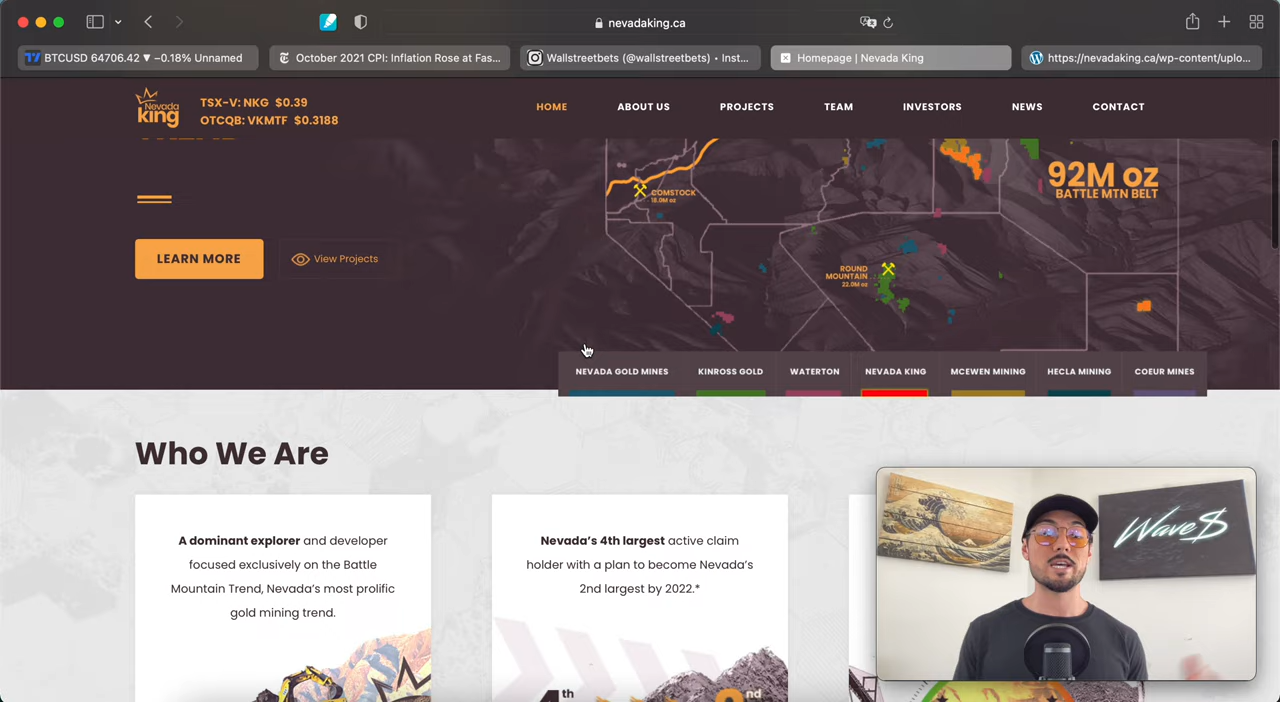 nevadaking.ca
BTCUSD 64706.42 ▼ −0.18% Unnamed
October 2021 CPI: Inflation Rose at Fas...
Wallstreetbets (@wallstreetbets) • Inst...
Homepage | Nevada King
https://nevadaking.ca/wp-content/uplo...
Nevada
king
TSX-V: NKG $0.39
OTCQB: VKMTF $0.3188
HOME
ABOUT US
PROJECTS
TEAM
INVESTORS
NEWS
CONTACT
COMSTOCK
18.0M oz
92M oz
BATTLE MTN BELT
ROUND
MOUNTAIN
22.0M oz
LEARN MORE
View Projects
NEVADA GOLD MINES
KINROSS GOLD
WATERTON
NEVADA KING
MCEWEN MINING
HECLA MINING
COEUR MINES
Who We Are
A dominant explorer and developer
focused exclusively on the Battle
Mountain Trend, Nevada's most prolific
gold mining trend.
Nevada's 4th largest active claim
holder with a plan to become Nevada's
2nd largest by 2022.*
4th
2nd
Wave$